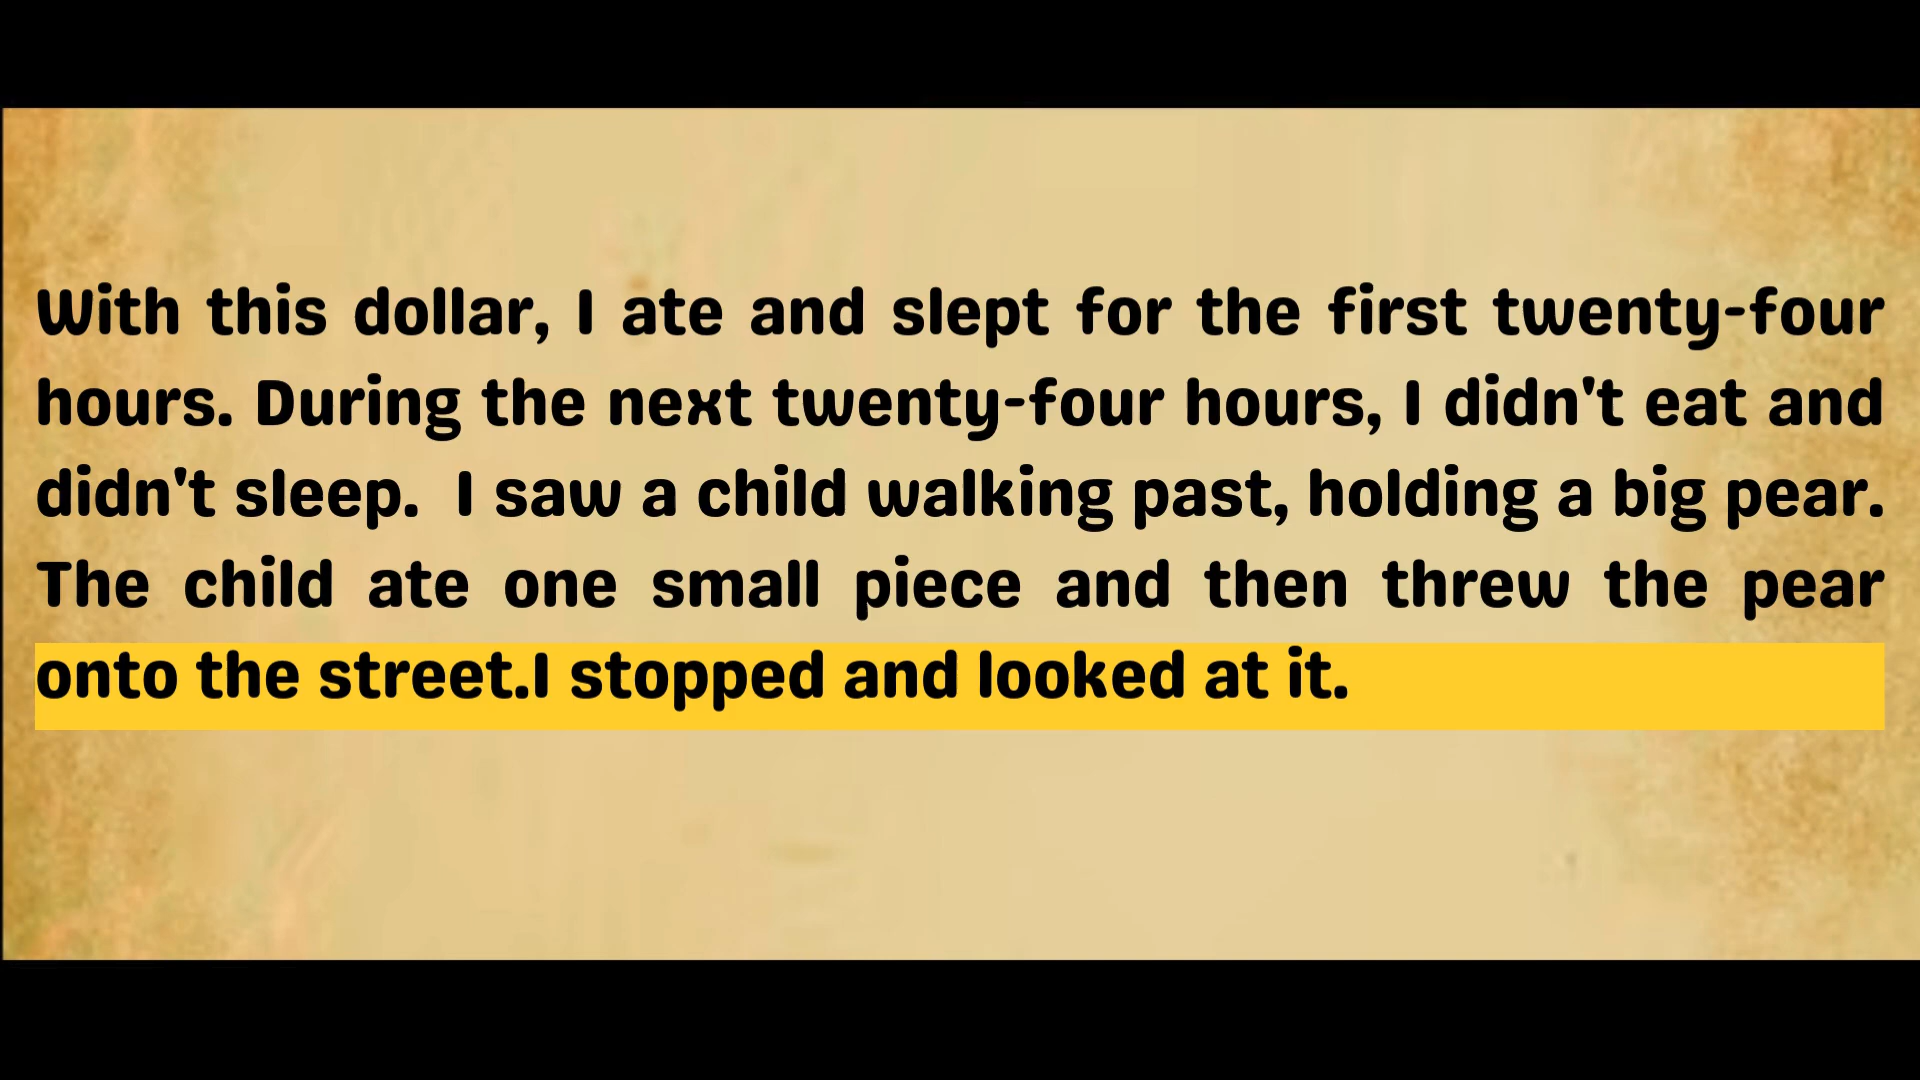 With this dollar, I ate and slept for the first twenty-four
hours. During the next twenty-four hours, I didn't eat and
didn't sleep.  I saw a child walking past, holding a big pear.
The child ate one small piece and then threw the pear
onto the street.I stopped and looked at it.